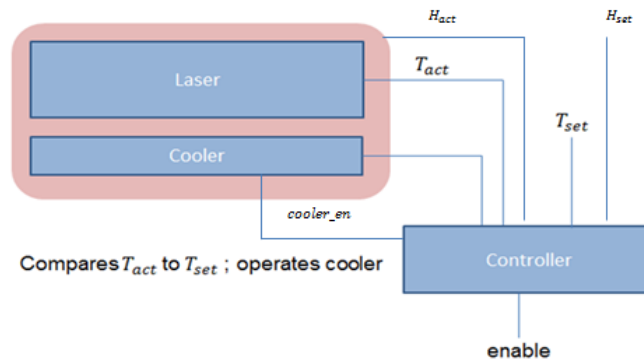 H_act
H_set
Laser
T_act
T_set
Cooler
cooler_en
Compares T_act to T_set ; operates cooler
Controller
enable